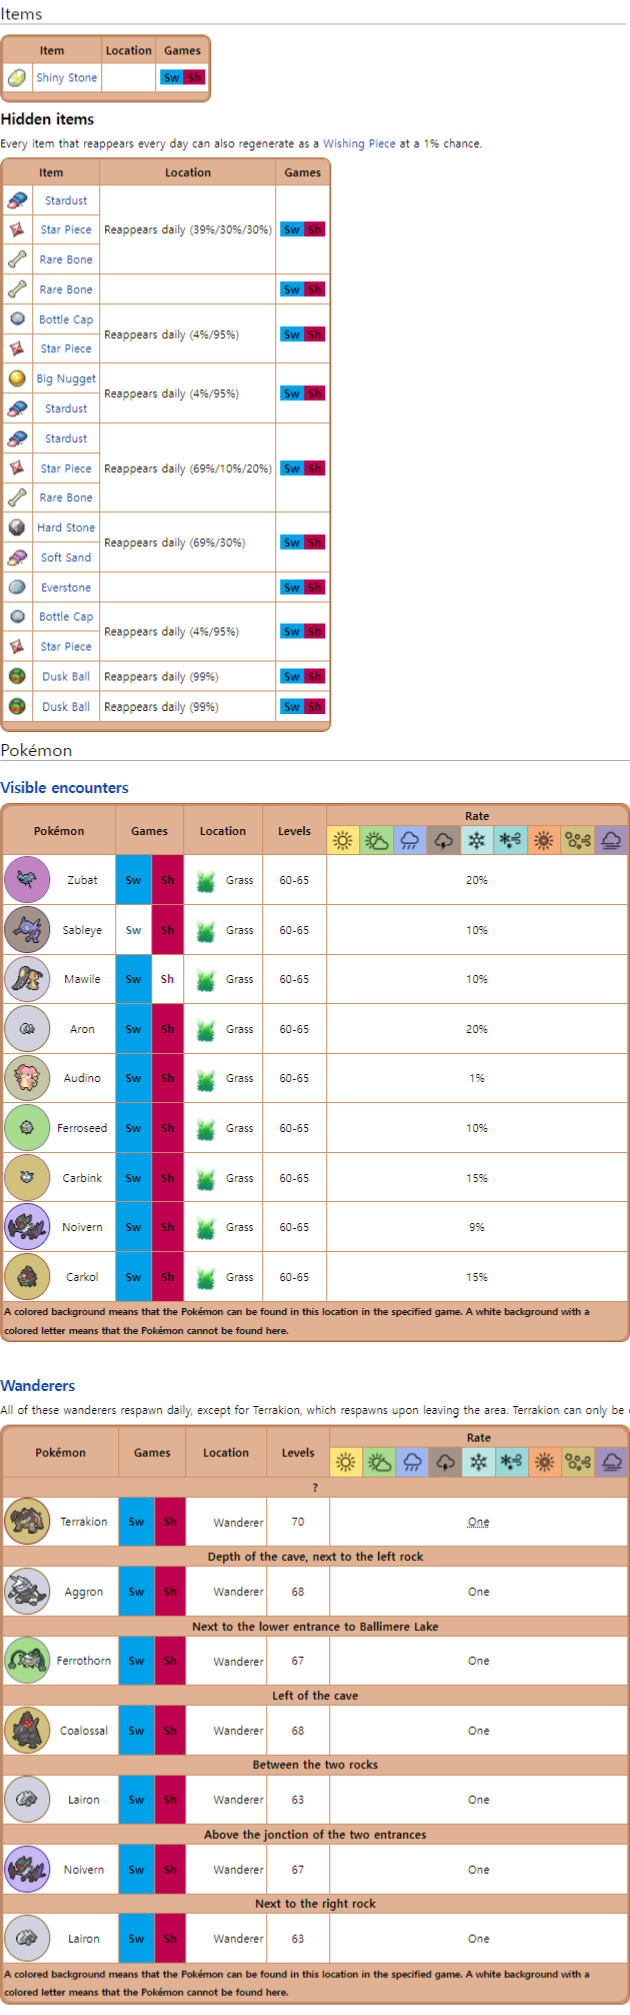 Items
Item Location Games
Shiny Stone Sw Sh
Hidden items
Every item that reappears every day can also regenerate as a Wishing Piece at a 1% chance.
Item Location Games
Stardust
Star Piece Reappears daily (39%/30%/30%) Sw Sh
Rare Bone
Rare Bone Sw Sh
Bottle Cap
Reappears daily (4%/95%) Sw Sh
Star Piece
Big Nugget
Reappears daily (4%/95%) Sw Sh
Stardust
Stardust
Star Piece Reappears daily (69%/10%/20%) Sw Sh
Rare Bone
Hard Stone
Reappears daily (69%/30%) Sw Sh
Soft Sand
Everstone Sw Sh
Bottle Cap
Reappears daily (4%/95%) Sw Sh
Star Piece
Dusk Ball Reappears daily (99%) Sw Sh
Dusk Ball Reappears daily (99%) Sw Sh
Pokémon
Visible encounters
Rate
Pokémon Games Location Levels
Zubat Sw Sh Grass 60-65 20%
Sableye Sw Sh Grass 60-65 10%
Mawile Sw Sh Grass 60-65 10%
Aron Sw Sh Grass 60-65 20%
Audino Sw Sh Grass 60-65 1%
Ferroseed Sw Sh Grass 60-65 10%
Carbink Sw Sh Grass 60-65 15%
Noivern Sw Sh Grass 60-65 9%
Carkol Sw Sh Grass 60-65 15%
A colored background means that the Pokémon can be found in this location in the specified game. A white background with a
colored letter means that the Pokémon cannot be found here.
Wanderers
All of these wanderers respawn daily, except for Terrakion, which respawns upon leaving the area. Terrakion can only be
Rate
Pokémon Games Location Levels
?
Terrakion Sw Sh Wanderer 70 One
Depth of the cave, next to the left rock
Aggron Sw Sh Wanderer 68 One
Next to the lower entrance to Ballimere Lake
Ferrothorn Sw Sh Wanderer 67 One
Left of the cave
Coalossal Sw Sh Wanderer 68 One
Between the two rocks
Lairon Sw Sh Wanderer 63 One
Above the jonction of the two entrances
Noivern Sw Sh Wanderer 67 One
Next to the right rock
Lairon Sw Sh Wanderer 63 One
A colored background means that the Pokémon can be found in this location in the specified game. A white background with a
colored letter means that the Pokémon cannot be found here.